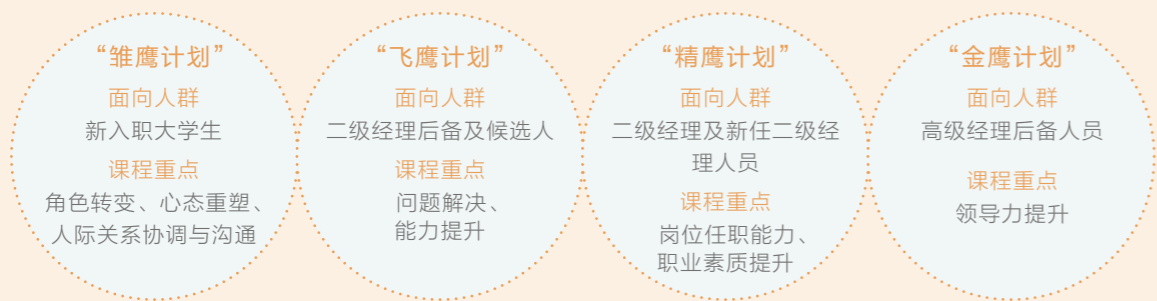 “雏鹰计划”
面向人群
新入职大学生
课程重点
角色转变、心态重塑、
人际关系协调与沟通
“飞鹰计划”
面向人群
二级经理后备及候选人
课程重点
问题解决、
能力提升
“精鹰计划”
面向人群
二级经理及新任二级经
理人员
课程重点
岗位任职能力、
职业素质提升
“金鹰计划”
面向人群
高级经理后备人员
课程重点
领导力提升